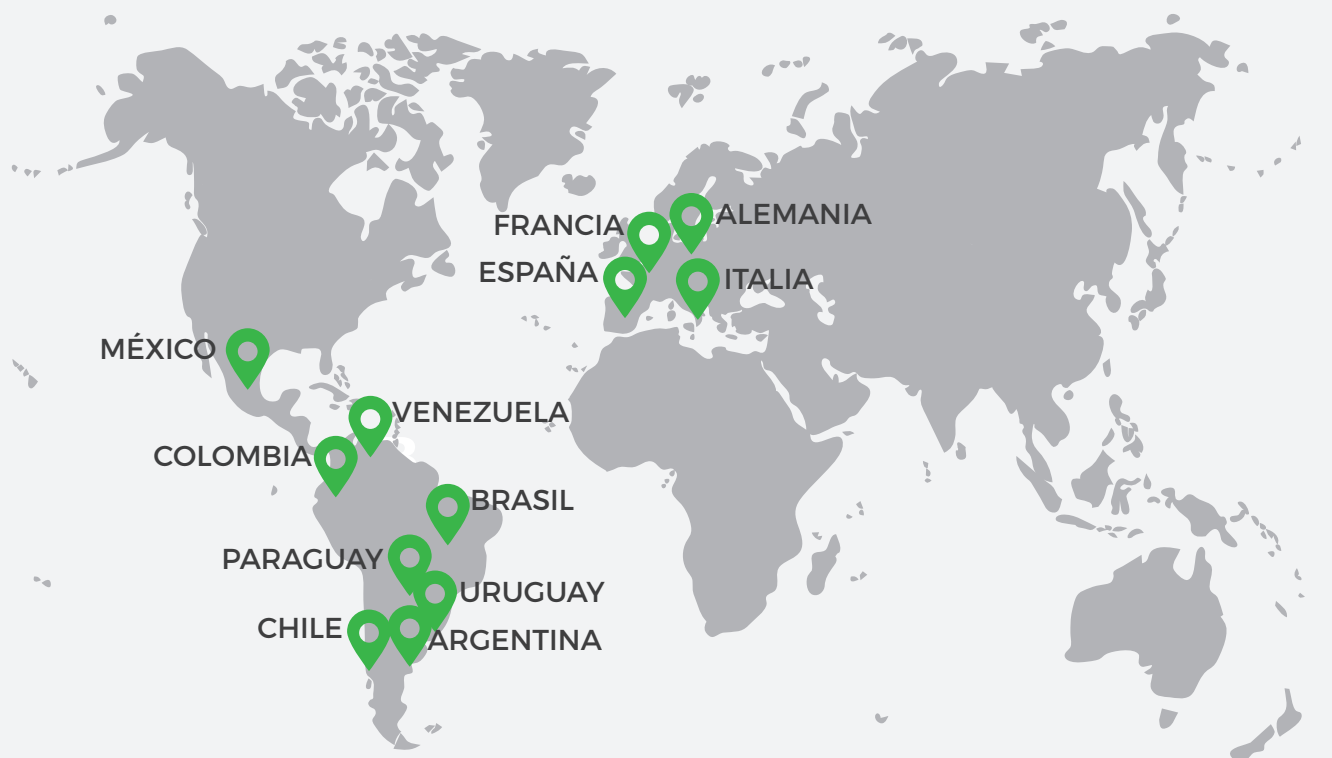 ALEMANIA
FRANCIA
ESPAÑA
ITALIA
MÉXICO
VENEZUELA
COLOMBIA
BRASIL
PARAGUAY
URUGUAY
CHILE
ARGENTINA